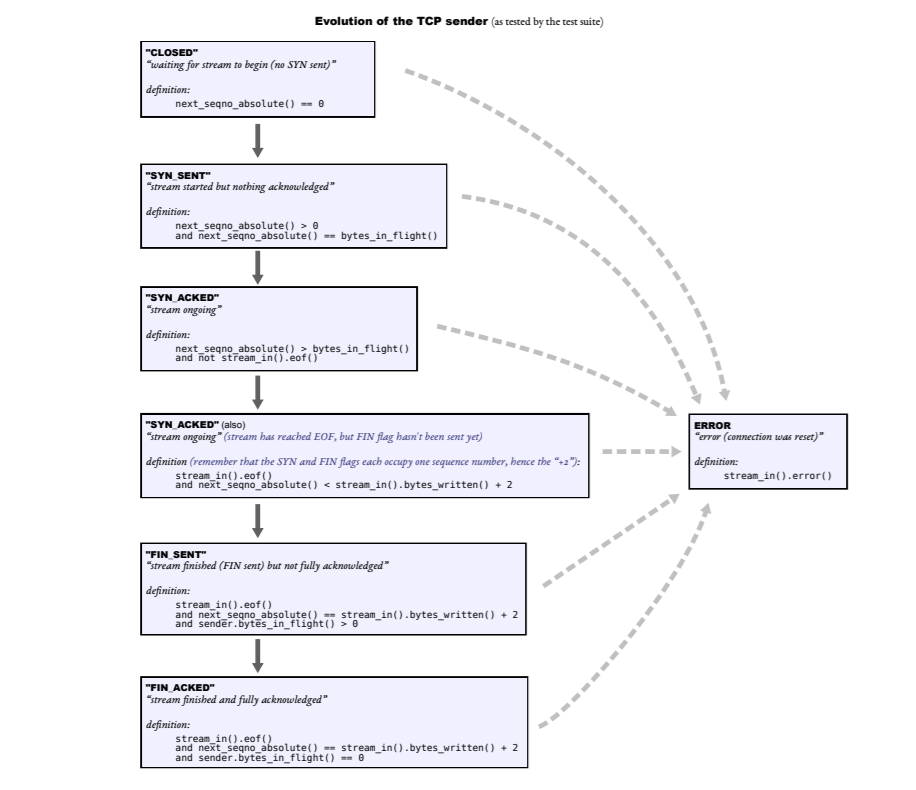 Evolution of the TCP sender (as tested by the test suite)
"CLOSED"
“waiting for stream to begin (no SYN sent)”
definition:
next_seqno_absolute() == 0
"SYN_SENT"
“stream started but nothing acknowledged”
definition:
next_seqno_absolute() > 0
and next_seqno_absolute() == bytes_in_flight()
"SYN_ACKED"
“stream ongoing”
definition:
next_seqno_absolute() > bytes_in_flight()
and not stream_in().eof()
"SYN_ACKED" (also)
“stream ongoing” (stream has reached EOF, but FIN flag hasn't been sent yet)
definition (remember that the SYN and FIN flags each occupy one sequence number, hence the “+2”):
stream_in().eof()
and next_seqno_absolute() < stream_in().bytes_written() + 2
ERROR
“error (connection was reset)”
definition:
stream_in().error()
"FIN_SENT"
“stream finished (FIN sent) but not fully acknowledged”
definition:
stream_in().eof()
and next_seqno_absolute() == stream_in().bytes_written() + 2
and sender.bytes_in_flight() > 0
"FIN_ACKED"
“stream finished and fully acknowledged”
definition:
stream_in().eof()
and next_seqno_absolute() == stream_in().bytes_written() + 2
and sender.bytes_in_flight() == 0